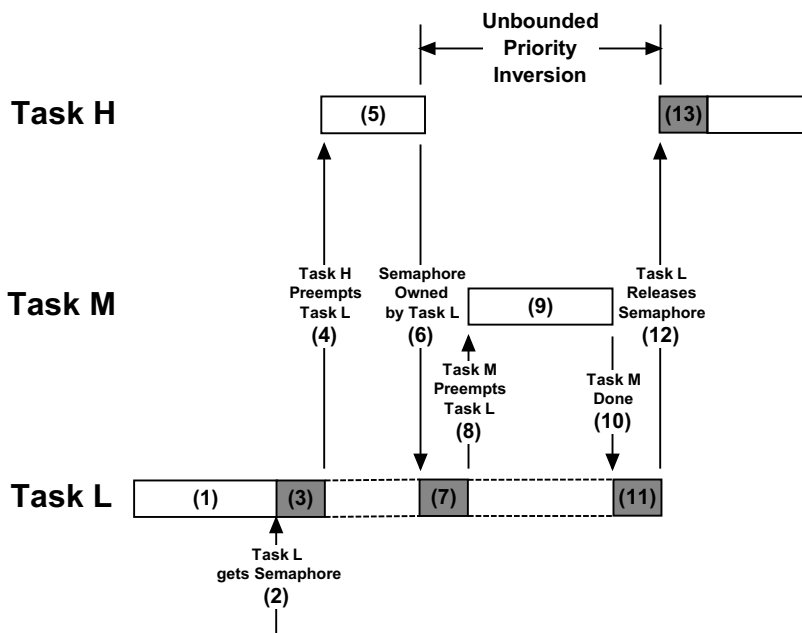 Unbounded
Priority
Inversion
Task H
(5)
(13)
Task H
Preempts
Task L
(4)
Semaphore
Owned
by Task L
(6)
Task L
Releases
Semaphore
(12)
Task M
(9)
Task M
Preempts
Task L
(8)
Task M
Done
(10)
Task L
(1)
(3)
(7)
(11)
Task L
gets Semaphore
(2)